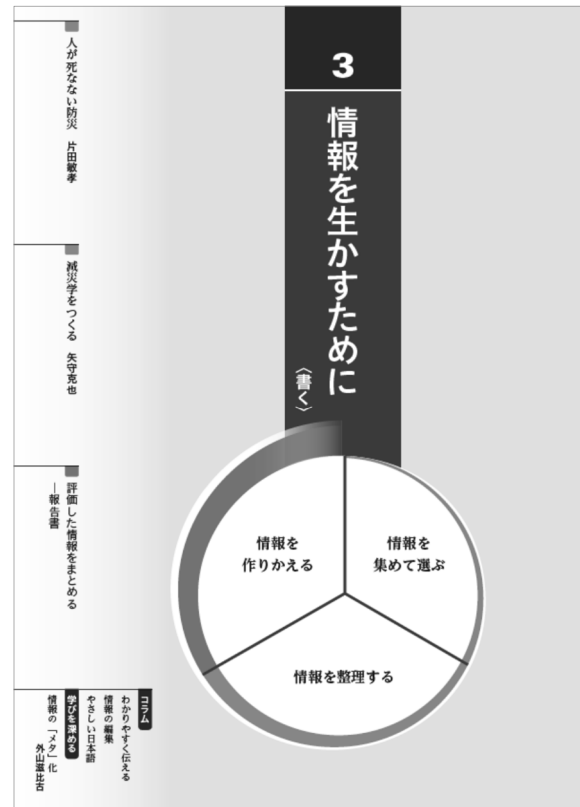 3
情報を生かすために
〈書く〉
情報を
集めて選ぶ
情報を整理する
情報を
作りかえる
人が死なない防災 片田敏孝
減災学をつくる 矢守克也
評価した情報をまとめる
―報告書
コラム
わかりやすく伝える
情報の編集
やさしい日本語
学びを深める
情報の「メタ」化
外山滋比古